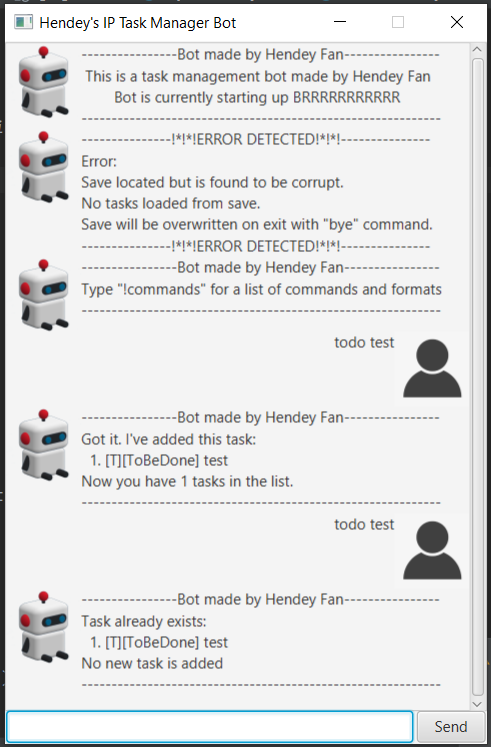 Hendey's IP Task Manager Bot
----------------Bot made by Hendey Fan----------------
This is a task management bot made by Hendey Fan
Bot is currently starting up BRRRRRRRRRRR
------------------------------------------------------------
---------------!*!*!ERROR DETECTED!*!*!---------------
Error:
Save located but is found to be corrupt.
No tasks loaded from save.
Save will be overwritten on exit with "bye" command.
---------------!*!*!ERROR DETECTED!*!*!---------------
----------------Bot made by Hendey Fan----------------
Type "!commands" for a list of commands and formats
------------------------------------------------------------
todo test
----------------Bot made by Hendey Fan----------------
Got it. I've added this task:
1. [T][ToBeDone] test
Now you have 1 tasks in the list.
------------------------------------------------------------
todo test
----------------Bot made by Hendey Fan----------------
Task already exists:
1. [T][ToBeDone] test
No new task is added
------------------------------------------------------------
Send